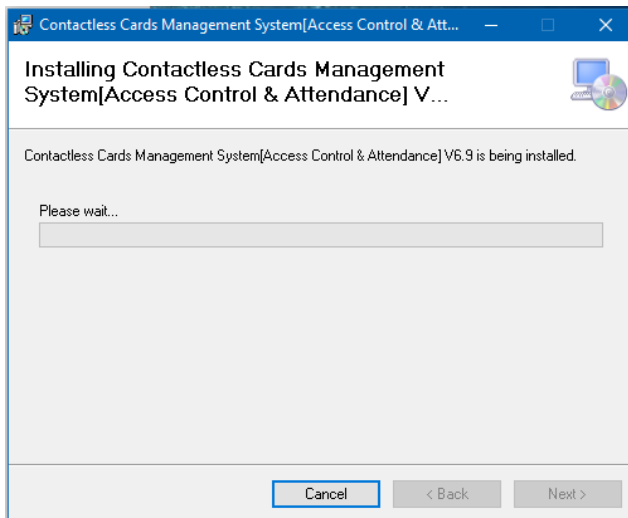 Contactless Cards Management System[Access Control & Att...
Installing Contactless Cards Management
System[Access Control & Attendance] V...
Contactless Cards Management System[Access Control & Attendance] V6.9 is being installed.
Please wait...
Cancel
< Back
Next >